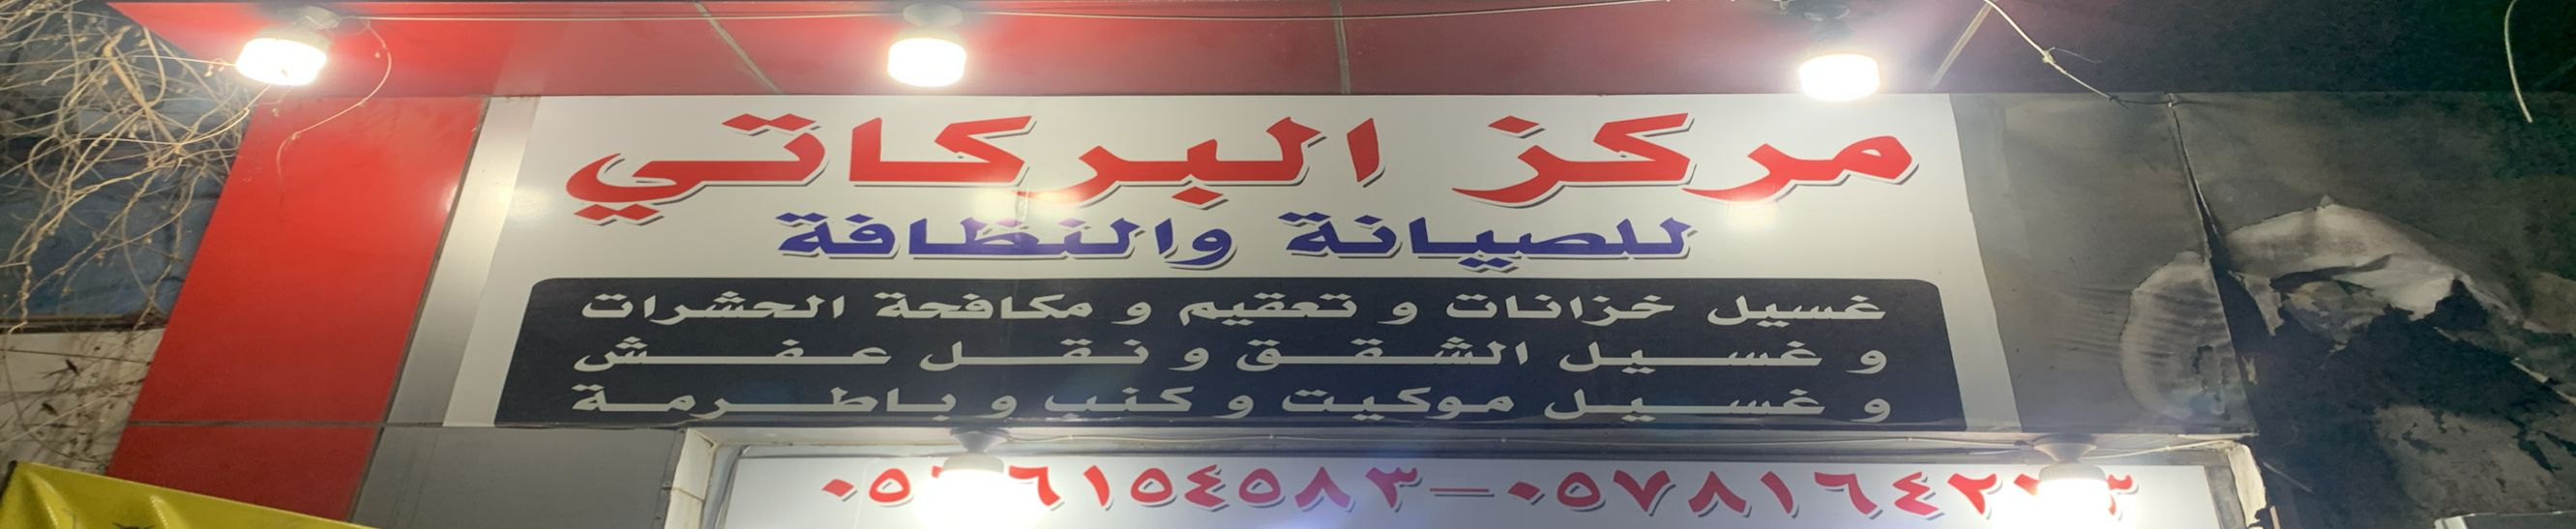 مركز البركاتي
للصيانة والنظافة
غسيل خزانات و تعقيم و مكافحة الحشرات
و غسيل الشقق و نقل عفش
و غسيل موكيت و كنب و باطرمة